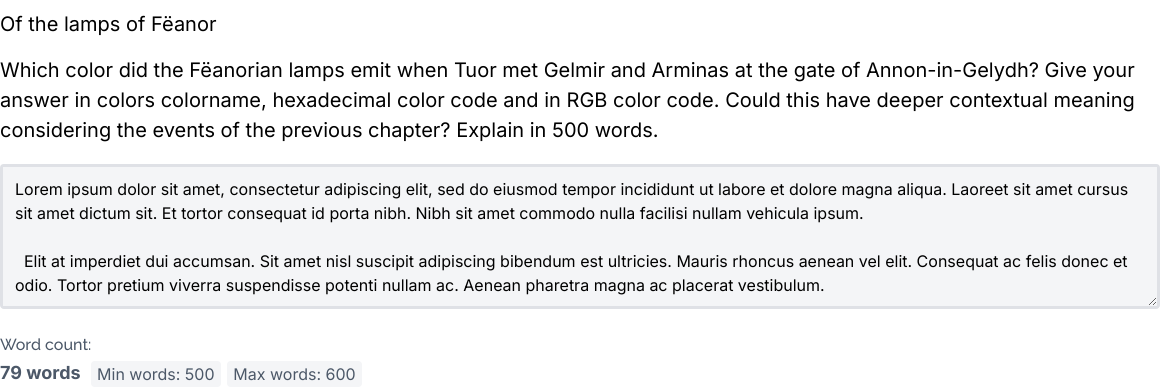 Of the lamps of Fëanor
Which color did the Fëanorian lamps emit when Tuor met Gelmir and Arminas at the gate of Annon-in-Gelydh? Give your
answer in colors colorname, hexadecimal color code and in RGB color code. Could this have deeper contextual meaning
considering the events of the previous chapter? Explain in 500 words.
Lorem ipsum dolor sit amet, consectetur adipiscing elit, sed do eiusmod tempor incididunt ut labore et dolore magna aliqua. Laoreet sit amet cursus
sit amet dictum sit. Et tortor consequat id porta nibh. Nibh sit amet commodo nulla facilisi nullam vehicula ipsum.
Elit at imperdiet dui accumsan. Sit amet nisl suscipit adipiscing bibendum est ultricies. Mauris rhoncus aenean vel elit. Consequat ac felis donec et
odio. Tortor pretium viverra suspendisse potenti nullam ac. Aenean pharetra magna ac placerat vestibulum.
Word count:
79 words Min words: 500 Max words: 600